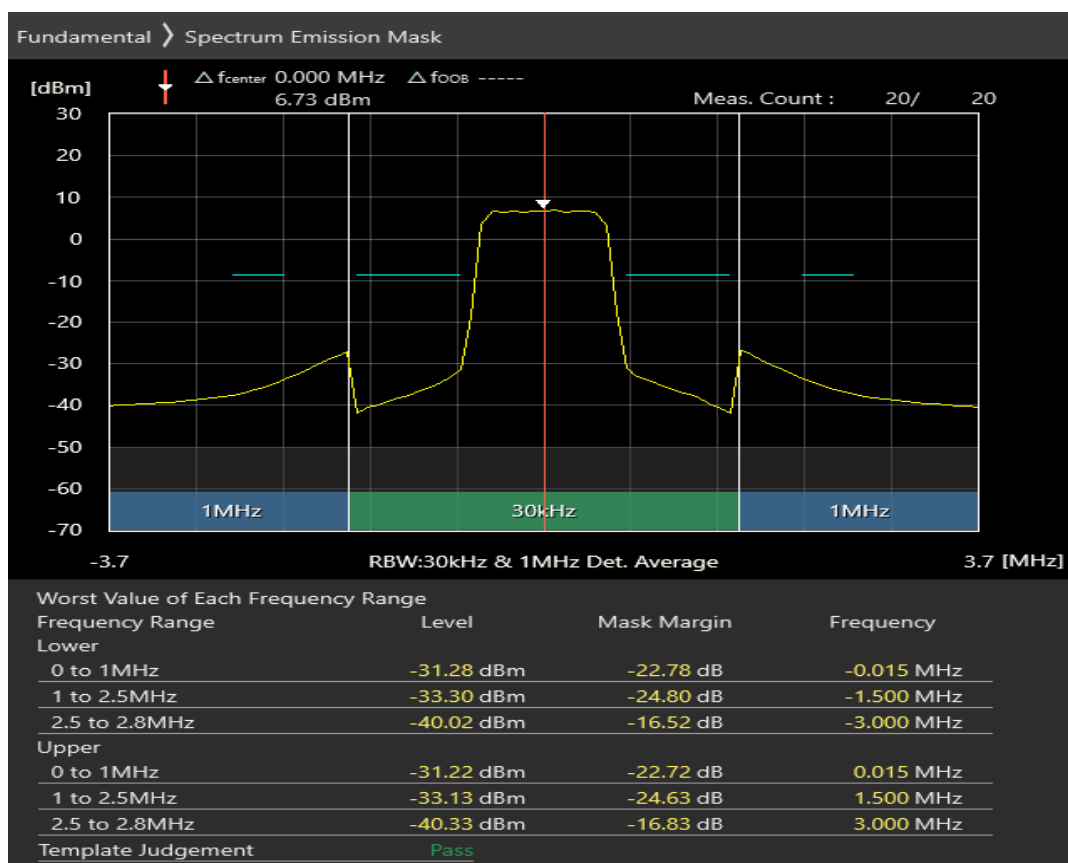 Fundamental ❯ Spectrum Emission Mask
△ fcenter 0.000 MHz △ fOOB -----
[dBm]
6.73 dBm Meas. Count : 20/ 20
30
20
10
0
-10
-20
-30
-40
-50
-60
1MHz 30kHz 1MHz
-70
-3.7 RBW:30kHz & 1MHz Det. Average 3.7 [MHz]
Worst Value of Each Frequency Range
Frequency Range Level Mask Margin Frequency
Lower
0 to 1MHz -31.28 dBm -22.78 dB -0.015 MHz
1 to 2.5MHz -33.30 dBm -24.80 dB -1.500 MHz
2.5 to 2.8MHz -40.02 dBm -16.52 dB -3.000 MHz
Upper
0 to 1MHz -31.22 dBm -22.72 dB 0.015 MHz
1 to 2.5MHz -33.13 dBm -24.63 dB 1.500 MHz
2.5 to 2.8MHz -40.33 dBm -16.83 dB 3.000 MHz
Template Judgement Pass